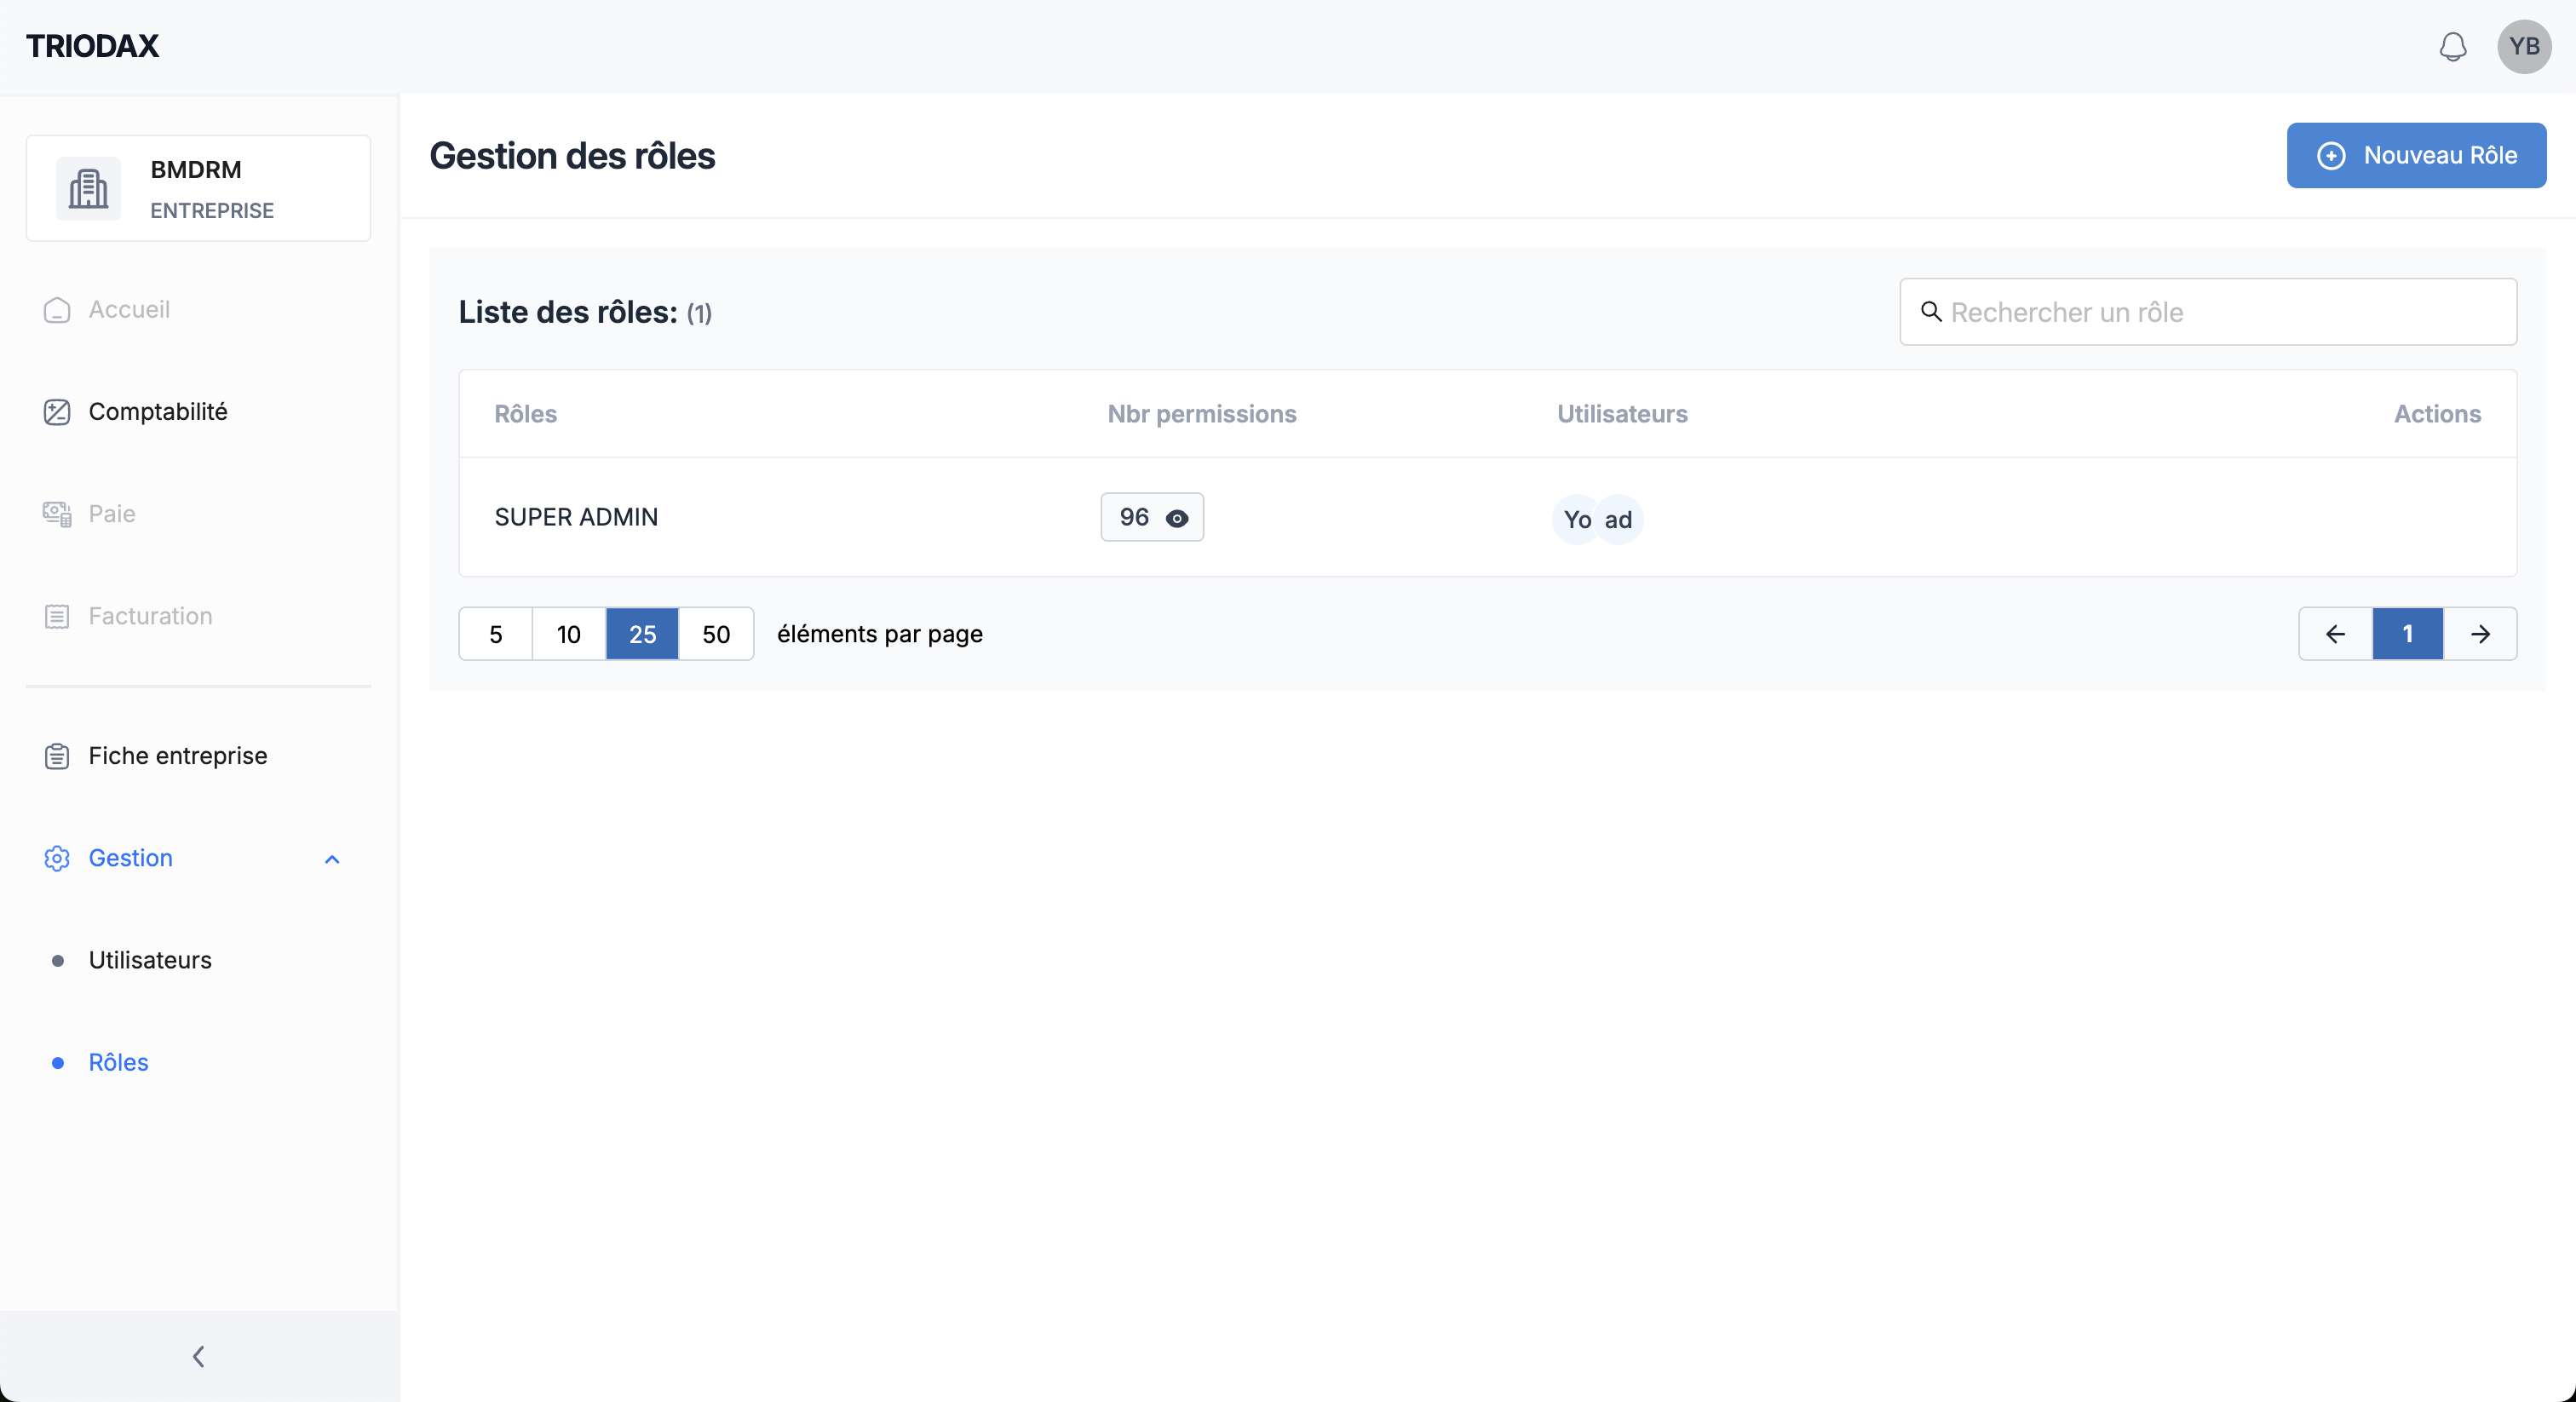 TRIODAX
YB
BMDRM
ENTREPRISE
Accueil
Comptabilité
Paie
Facturation
Fiche entreprise
Gestion
Utilisateurs
Rôles
Gestion des rôles
Nouveau Rôle
Liste des rôles: (1)
Rechercher un rôle
Rôles Nbr permissions Utilisateurs Actions
SUPER ADMIN 96 Yo ad
5 10 25 50 éléments par page
1